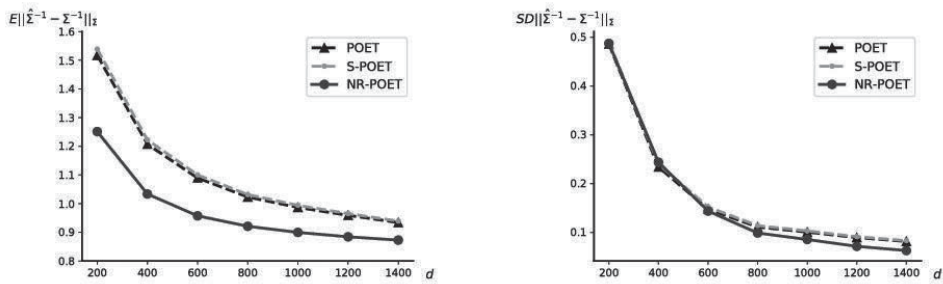 E||Σ̂⁻¹ − Σ⁻¹||_Σ
1.6
1.5
1.4
1.3
1.2
1.1
1.0
0.9
0.8
POET
S-POET
NR-POET
200 400 600 800 1000 1200 1400 d
SD||Σ̂⁻¹ − Σ⁻¹||_Σ
0.5
0.4
0.3
0.2
0.1
POET
S-POET
NR-POET
200 400 600 800 1000 1200 1400 d